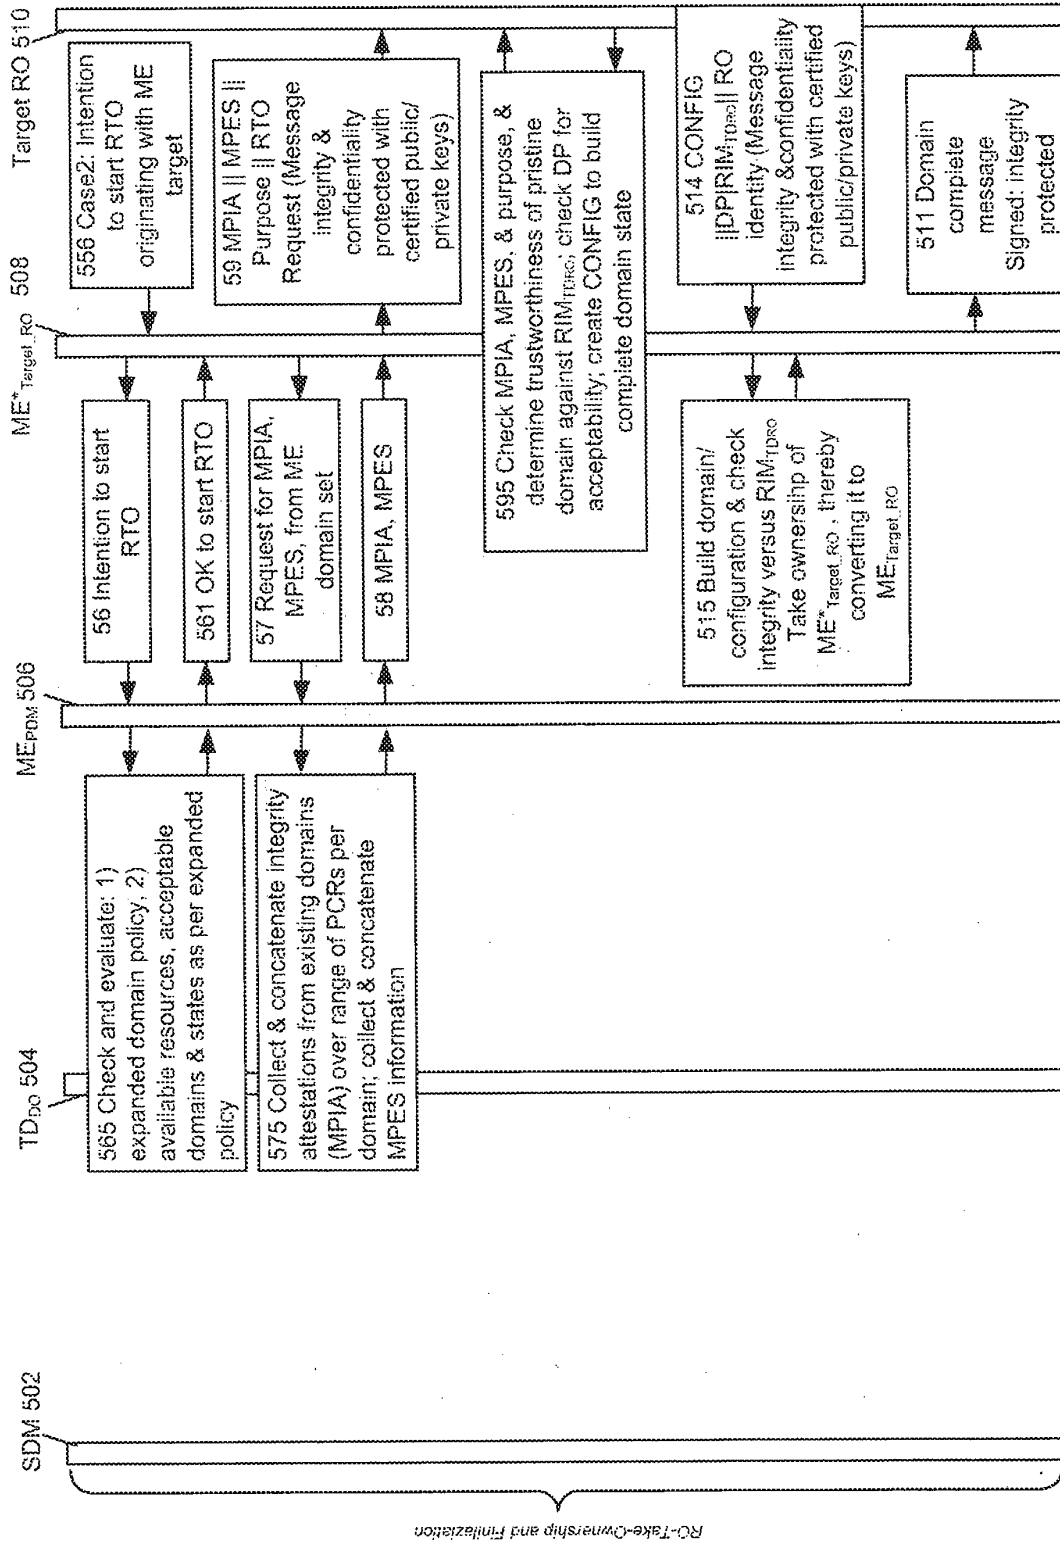 SDM 502
TD_DO 504
ME_PDM 506
ME*_Target_RO 508
Target RO 510
RO-Take-Ownership and Finilaziation
556 Case2: Intention
to start RTO
originating with ME
target
56 Intention to start
RTO
565 Check and evaluate: 1)
expanded domain policy, 2)
available resources, acceptable
domains & states as per expanded
policy
561 OK to start RTO
57 Request for MPIA,
MPES, from ME
domain set
575 Collect & concatenate integrity
attestations from existing domains
(MPIA) over range of PCRs per
domain; collect & concatenate
MPES information
58 MPIA, MPES
59 MPIA || MPES ||
Purpose || RTO
Request (Message
integrity &
confidentiality
protected with
certified public/
private keys)
595 Check MPIA, MPES, & purpose, &
determine trustworthiness of pristine
domain against RIM_TDRO; check DP for
acceptability; create CONFIG to build
complete domain state
514 CONFIG
||DP|RIM_TDRO|| RO
identity (Message
integrity &confidentiality
protected with certified
public/private keys)
515 Build domain/
configuration & check
integrity versus RIM_TDRO
Take ownership of
ME*_Target_RO , thereby
converting it to
ME_Target_RO
511 Domain
complete
message
Signed: integrity
protected